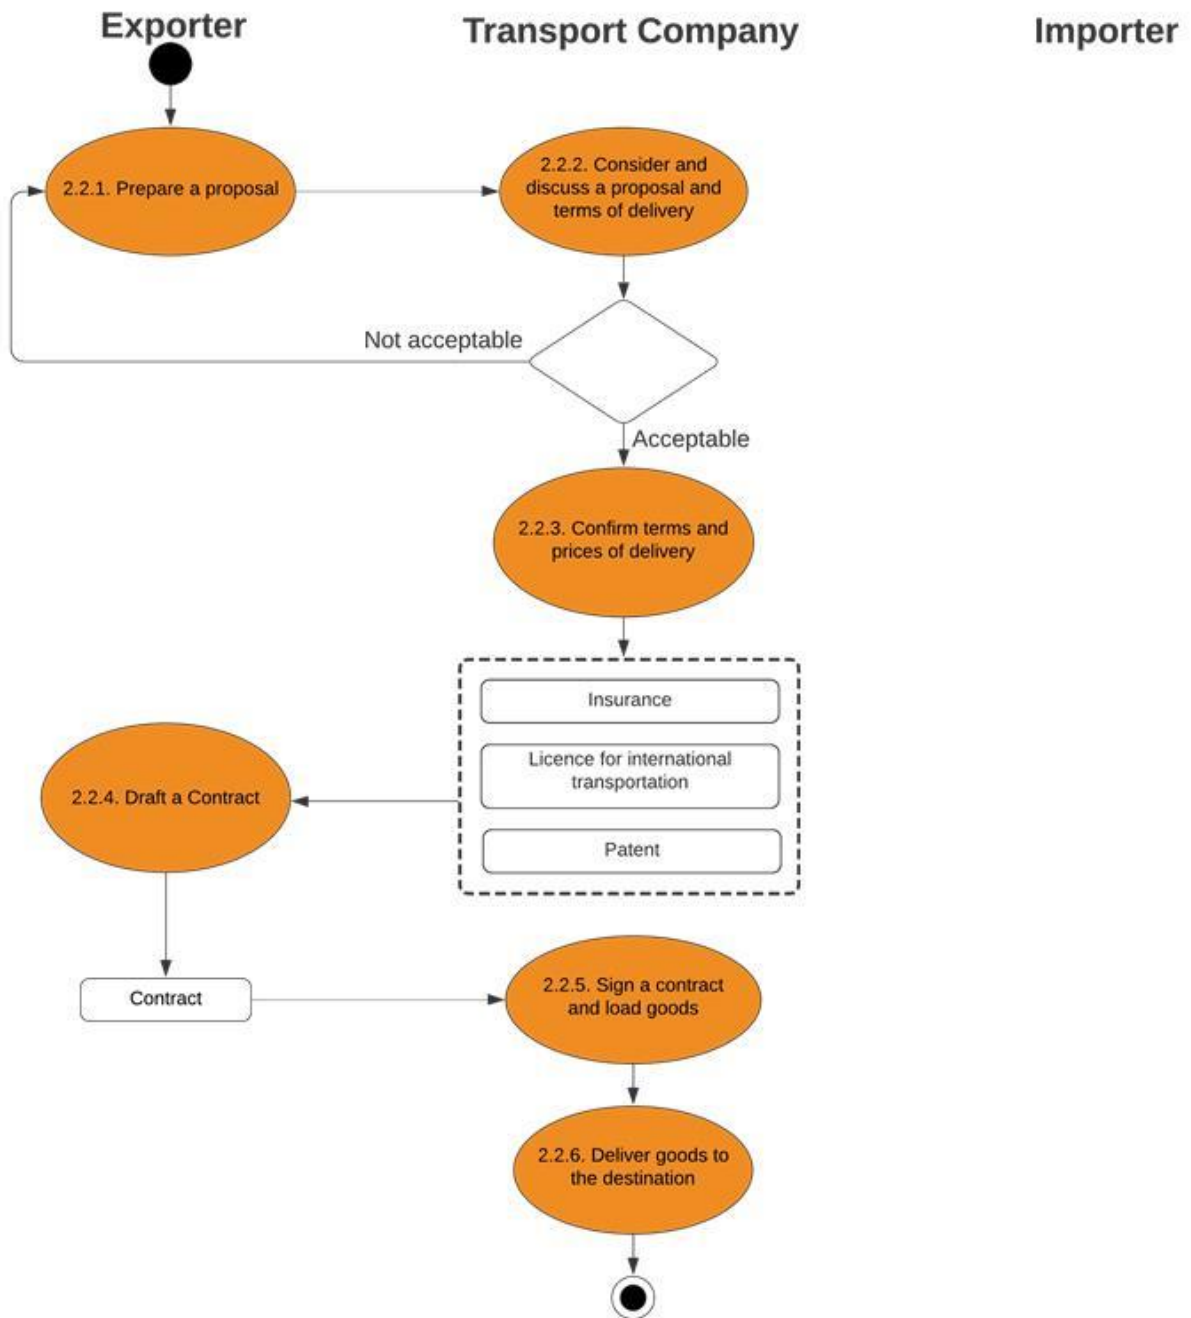 Exporter
Transport Company
Importer
2.2.1. Prepare a proposal
2.2.2. Consider and
discuss a proposal and
terms of delivery
Not acceptable
Acceptable
2.2.3. Confirm terms and
prices of delivery
Insurance
Licence for international
transportation
Patent
2.2.4. Draft a Contract
Contract
2.2.5. Sign a contract
and load goods
2.2.6. Deliver goods to
the destination